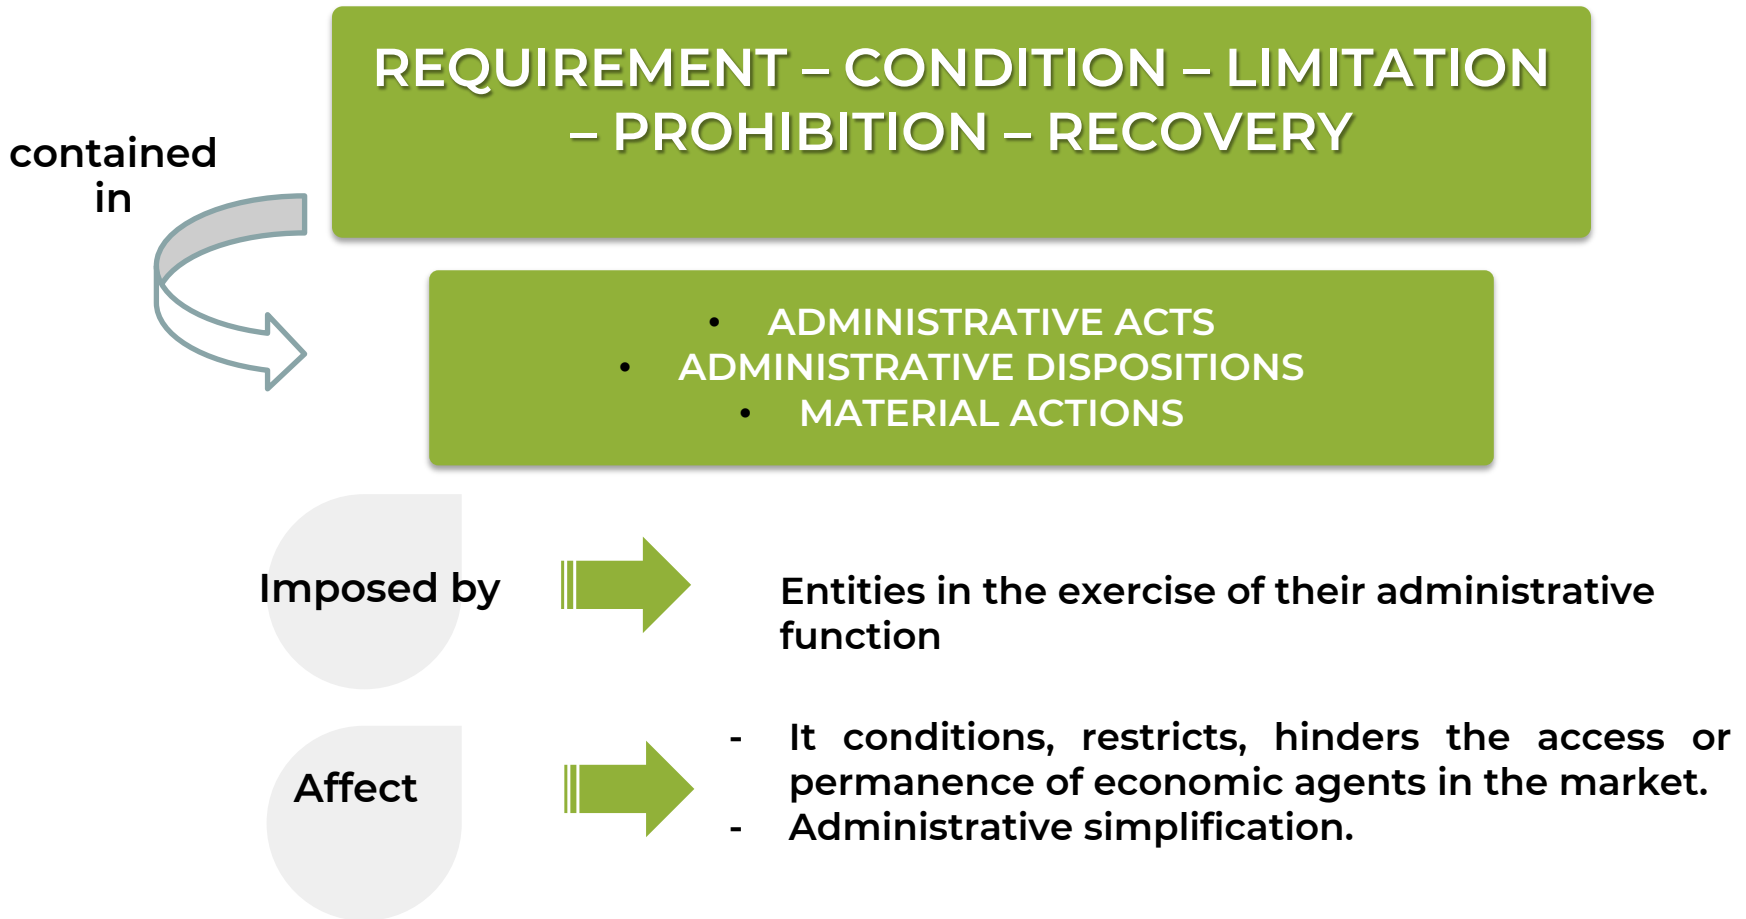 REQUIREMENT – CONDITION – LIMITATION
– PROHIBITION – RECOVERY
contained
in
• ADMINISTRATIVE ACTS
• ADMINISTRATIVE DISPOSITIONS
• MATERIAL ACTIONS
Imposed by
Entities in the exercise of their administrative
function
Affect
- It conditions, restricts, hinders the access or
permanence of economic agents in the market.
- Administrative simplification.